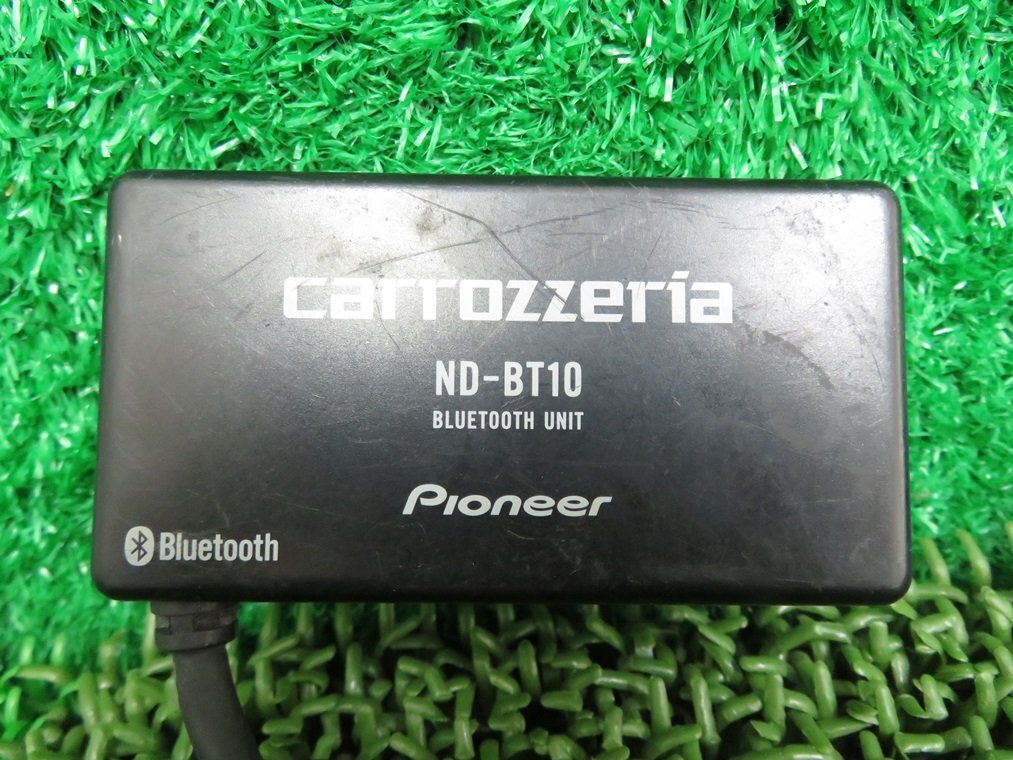 carrozzeria
ND-BT10
BLUETOOTH UNIT
Pioneer
Bluetooth